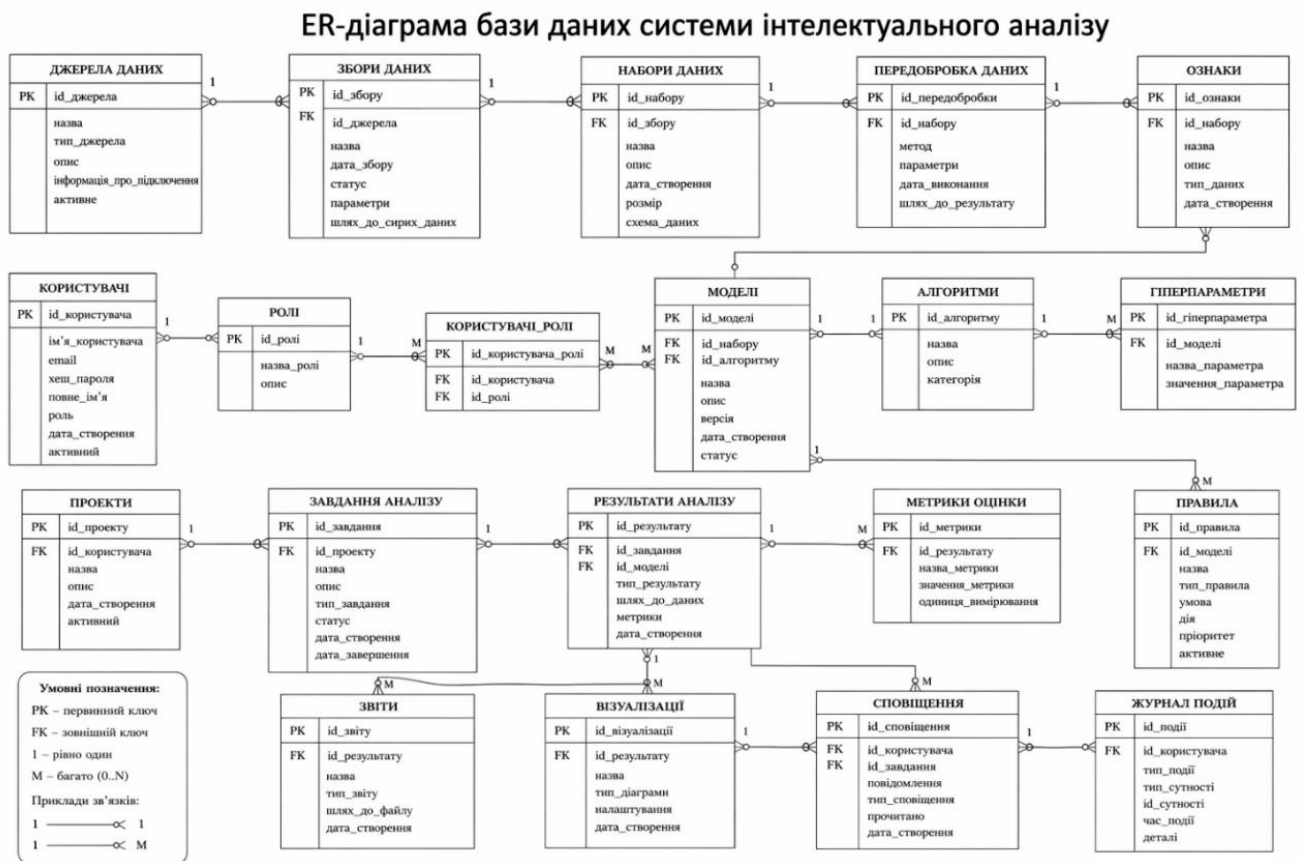 ER-діаграма бази даних системи інтелектуального аналізу
ДЖЕРЕЛА ДАНИХ
PK id_джерела
назва
тип_джерела
опис
інформація_про_підключення
активне
1
ЗБОРИ ДАНИХ
PK id_збору
FK id_джерела
назва
дата_збору
статус
параметри
шлях_до_сирих_даних
1
НАБОРИ ДАНИХ
PK id_набору
FK id_збору
назва
опис
дата_створення
розмір
схема_даних
1
ПЕРЕДОБРОБКА ДАНИХ
PK id_передобробки
FK id_набору
метод
параметри
дата_виконання
шлях_до_результату
1
ОЗНАКИ
PK id_ознаки
FK id_набору
назва
опис
тип_даних
дата_створення
КОРИСТУВАЧІ
PK id_користувача
ім’я_користувача
email
хеш_пароля
повне_ім’я
роль
дата_створення
активний
1
РОЛІ
PK id_ролі
назва_ролі
опис
1 M
КОРИСТУВАЧІ_РОЛІ
PK id_користувача_ролі
FK id_користувача
FK id_ролі
M M
МОДЕЛІ
PK id_моделі
FK id_набору
FK id_алгоритму
назва
опис
версія
дата_створення
статус
1 1
АЛГОРИТМИ
PK id_алгоритму
назва
опис
категорія
1 M
ГІПЕРПАРАМЕТРИ
PK id_гіперпараметра
FK id_моделі
назва_параметра
значення_параметра
1
M
ПРОЕКТИ
PK id_проекту
FK id_користувача
назва
опис
дата_створення
активний
1
ЗАВДАННЯ АНАЛІЗУ
PK id_завдання
FK id_проекту
назва
опис
тип_завдання
статус
дата_створення
дата_завершення
1
РЕЗУЛЬТАТИ АНАЛІЗУ
PK id_результату
FK id_завдання
FK id_моделі
тип_результату
шлях_до_даних
метрики
дата_створення
1 M
МЕТРИКИ ОЦІНКИ
PK id_метрики
FK id_результату
назва_метрики
значення_метрики
одиниця_вимірювання
ПРАВИЛА
PK id_правила
FK id_моделі
назва
тип_правила
умова
дія
пріоритет
активне
1
M M M
Умовні позначення:
PK – первинний ключ
FK – зовнішній ключ
1 – рівно один
M – багато (0..N)
Приклади зв’язків:
1 1
1 M
ЗВІТИ
PK id_звіту
FK id_результату
назва
тип_звіту
шлях_до_файлу
дата_створення
ВІЗУАЛІЗАЦІЇ
PK id_візуалізації
FK id_результату
назва
тип_діаграми
налаштування
дата_створення
1
СПОВІЩЕННЯ
PK id_сповіщення
FK id_користувача
FK id_завдання
повідомлення
тип_сповіщення
прочитано
дата_створення
1
ЖУРНАЛ ПОДІЙ
PK id_події
FK id_користувача
тип_події
тип_сутності
id_сутності
час_події
деталі